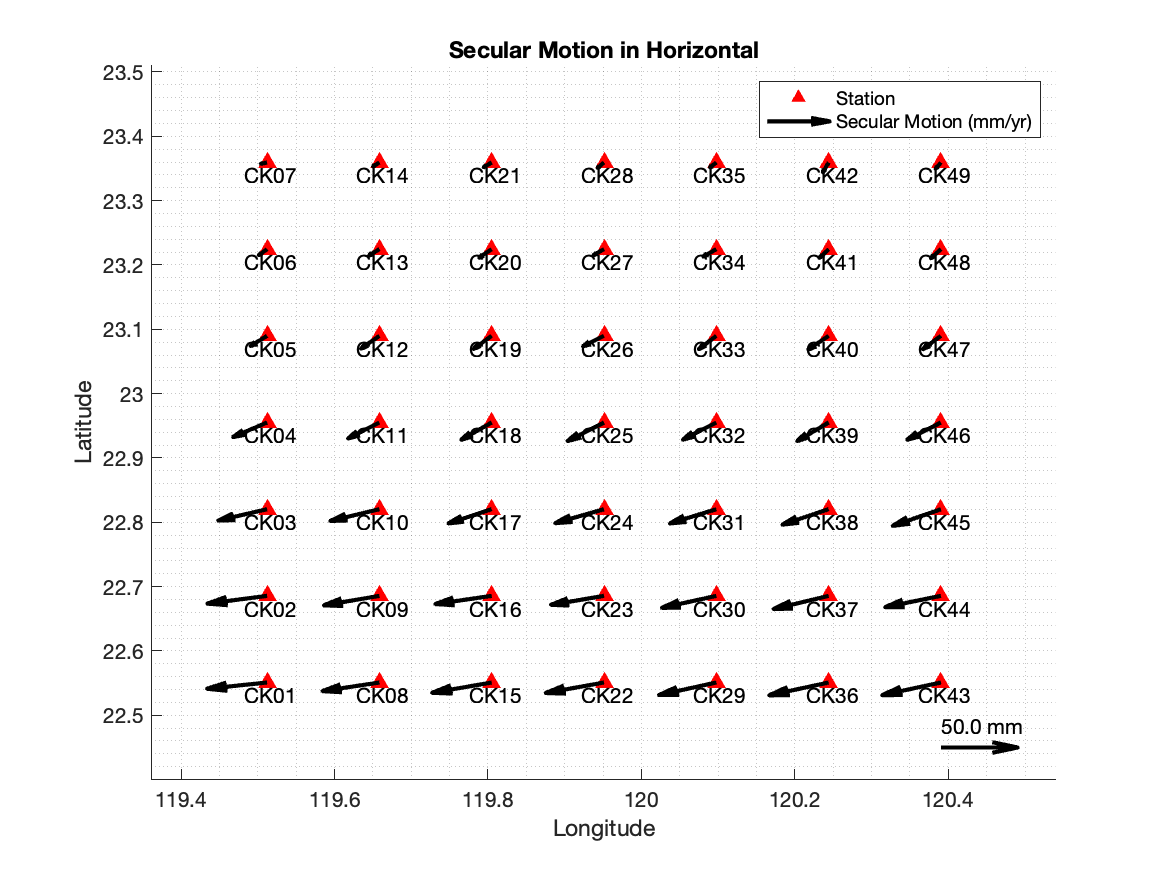 Secular Motion in Horizontal
23.5
Station
Secular Motion (mm/yr)
23.4
CK07 CK14 CK21 CK28 CK35 CK42 CK49
23.3
23.2
CK06 CK13 CK20 CK27 CK34 CK41 CK48
23.1
CK05 CK12 CK19 CK26 CK33 CK40 CK47
23
CK04 CK11 CK18 CK25 CK32 CK39 CK46
22.9
22.8
CK03 CK10 CK17 CK24 CK31 CK38 CK45
22.7
CK02 CK09 CK16 CK23 CK30 CK37 CK44
22.6
CK01 CK08 CK15 CK22 CK29 CK36 CK43
22.5
50.0 mm
Latitude
119.4 119.6 119.8 120 120.2 120.4
Longitude